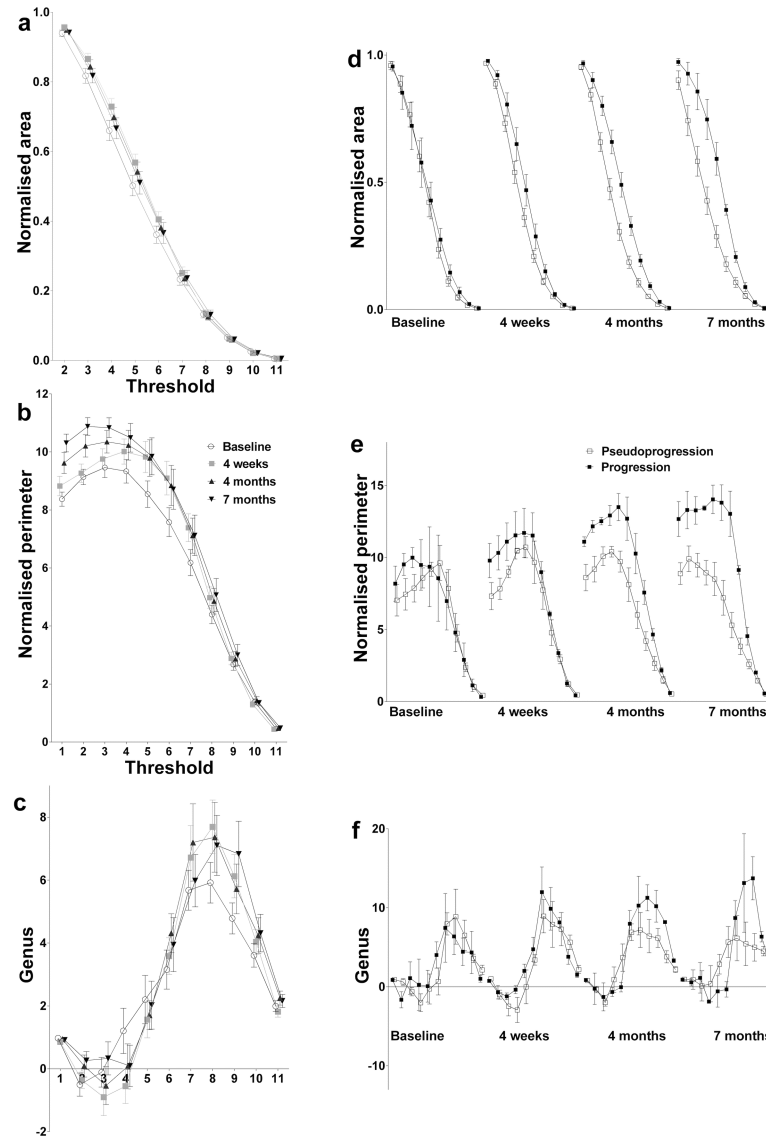 a
1.0
0.8
0.6
0.4
0.2
0.0
Normalised area
2 3 4 5 6 7 8 9 10 11
Threshold
b
12
10
8
6
4
2
0
Normalised perimeter
Baseline
4 weeks
4 months
7 months
1 2 3 4 5 6 7 8 9 10 11
Threshold
c
8
6
4
2
0
-2
Genus
1 2 3 4 5 6 7 8 9 10 11
d
1.0
0.5
0.0
Normalised area
Baseline 4 weeks 4 months 7 months
e
15
10
5
0
Normalised perimeter
Pseudoprogression
Progression
Baseline 4 weeks 4 months 7 months
f
20
10
0
-10
Genus
Baseline 4 weeks 4 months 7 months